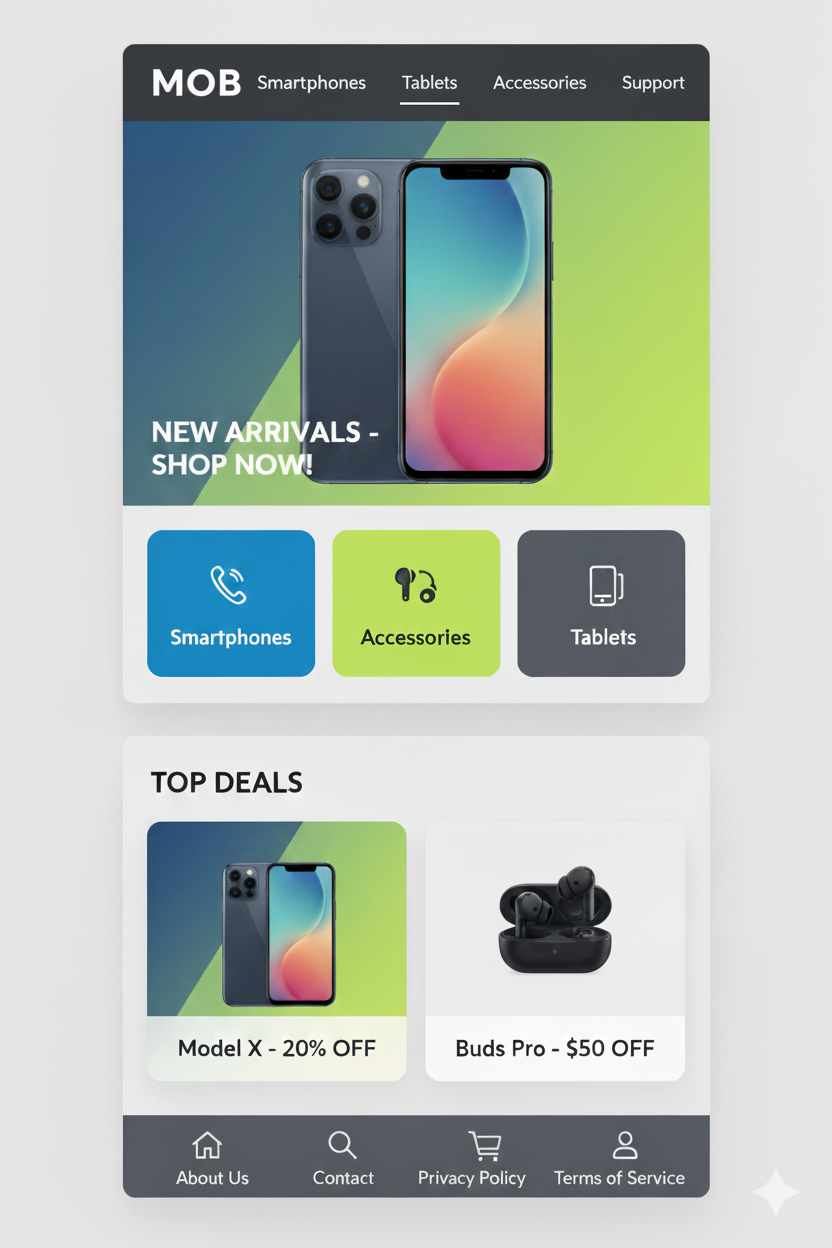 MOB Smartphones Tablets Accessories Support
NEW ARRIVALS -
SHOP NOW!
Smartphones Accessories Tablets
TOP DEALS
Model X - 20% OFF Buds Pro - $50 OFF
About Us Contact Privacy Policy Terms of Service